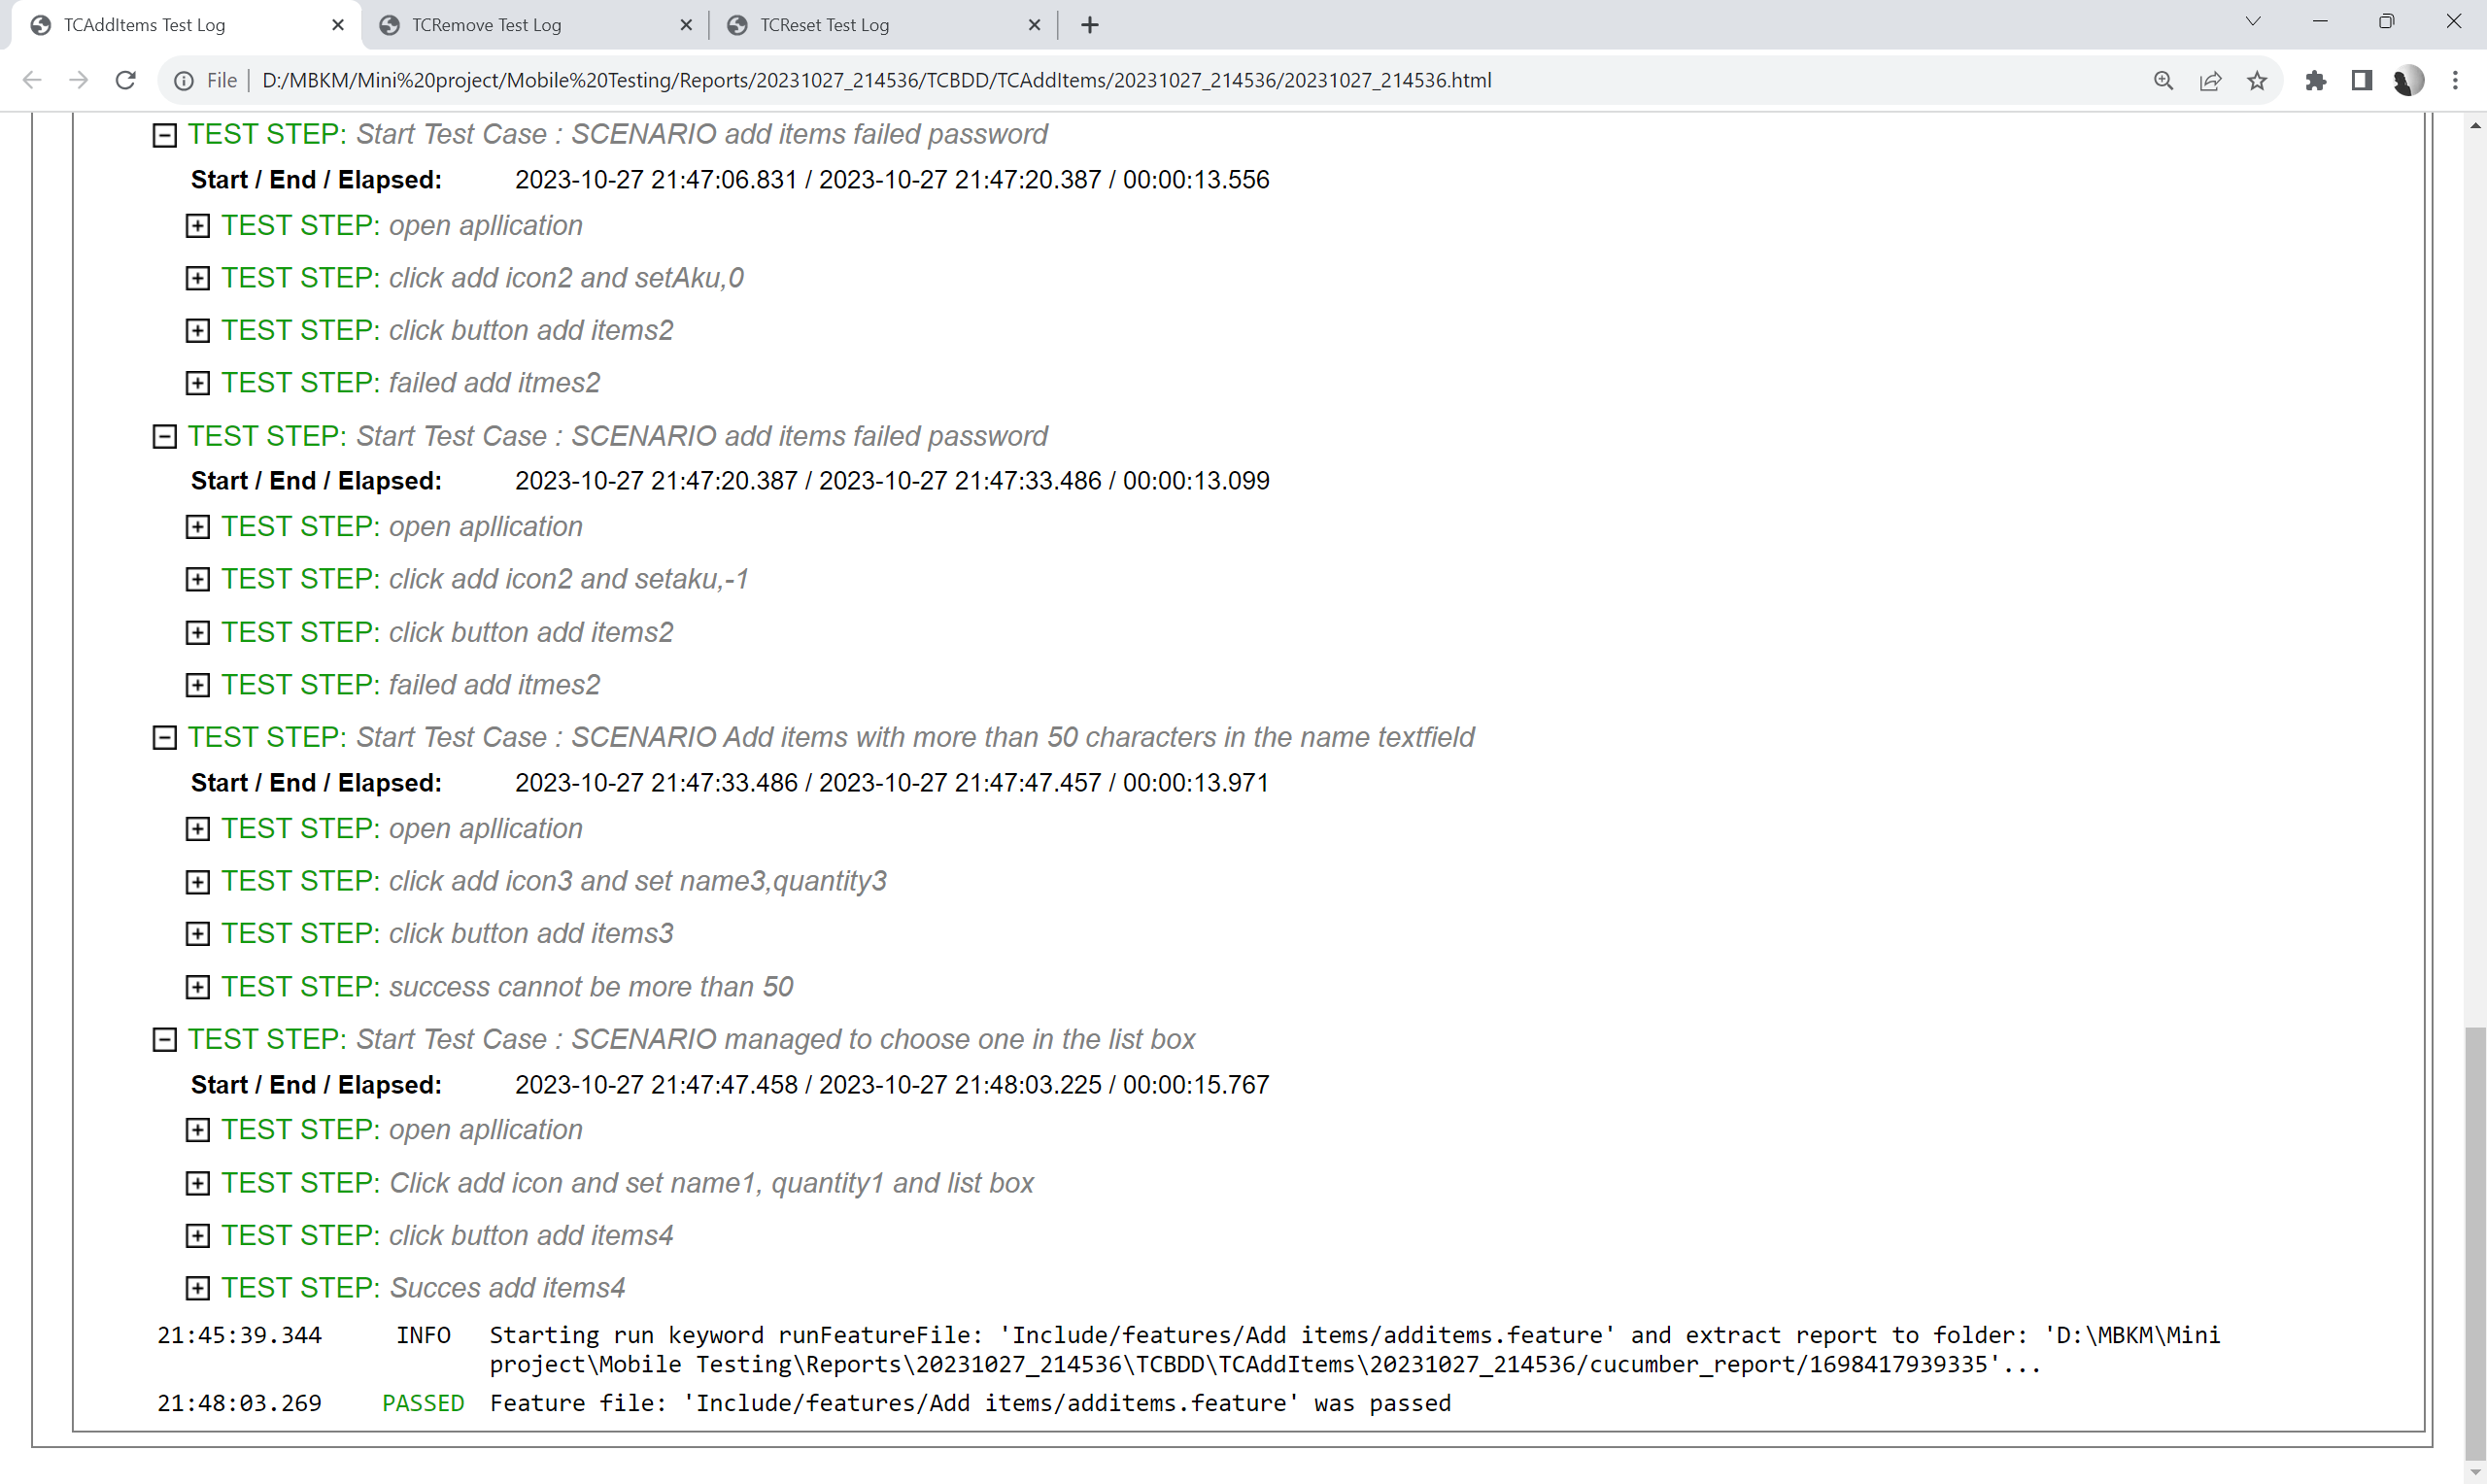 TCAddItems Test Log
TCRemove Test Log
TCReset Test Log
File
D:/MBKM/Mini%20project/Mobile%20Testing/Reports/20231027_214536/TCBDD/TCAddItems/20231027_214536/20231027_214536.html
TEST STEP: Start Test Case : SCENARIO add items failed password
Start / End / Elapsed: 2023-10-27 21:47:06.831 / 2023-10-27 21:47:20.387 / 00:00:13.556
TEST STEP: open apllication
TEST STEP: click add icon2 and setAku,0
TEST STEP: click button add items2
TEST STEP: failed add itmes2
TEST STEP: Start Test Case : SCENARIO add items failed password
Start / End / Elapsed: 2023-10-27 21:47:20.387 / 2023-10-27 21:47:33.486 / 00:00:13.099
TEST STEP: open apllication
TEST STEP: click add icon2 and setaku,-1
TEST STEP: click button add items2
TEST STEP: failed add itmes2
TEST STEP: Start Test Case : SCENARIO Add items with more than 50 characters in the name textfield
Start / End / Elapsed: 2023-10-27 21:47:33.486 / 2023-10-27 21:47:47.457 / 00:00:13.971
TEST STEP: open apllication
TEST STEP: click add icon3 and set name3,quantity3
TEST STEP: click button add items3
TEST STEP: success cannot be more than 50
TEST STEP: Start Test Case : SCENARIO managed to choose one in the list box
Start / End / Elapsed: 2023-10-27 21:47:47.458 / 2023-10-27 21:48:03.225 / 00:00:15.767
TEST STEP: open apllication
TEST STEP: Click add icon and set name1, quantity1 and list box
TEST STEP: click button add items4
TEST STEP: Succes add items4
21:45:39.344 INFO Starting run keyword runFeatureFile: 'Include/features/Add items/additems.feature' and extract report to folder: 'D:\MBKM\Mini
project\Mobile Testing\Reports\20231027_214536\TCBDD\TCAddItems\20231027_214536/cucumber_report/1698417939335'...
21:48:03.269 PASSED Feature file: 'Include/features/Add items/additems.feature' was passed